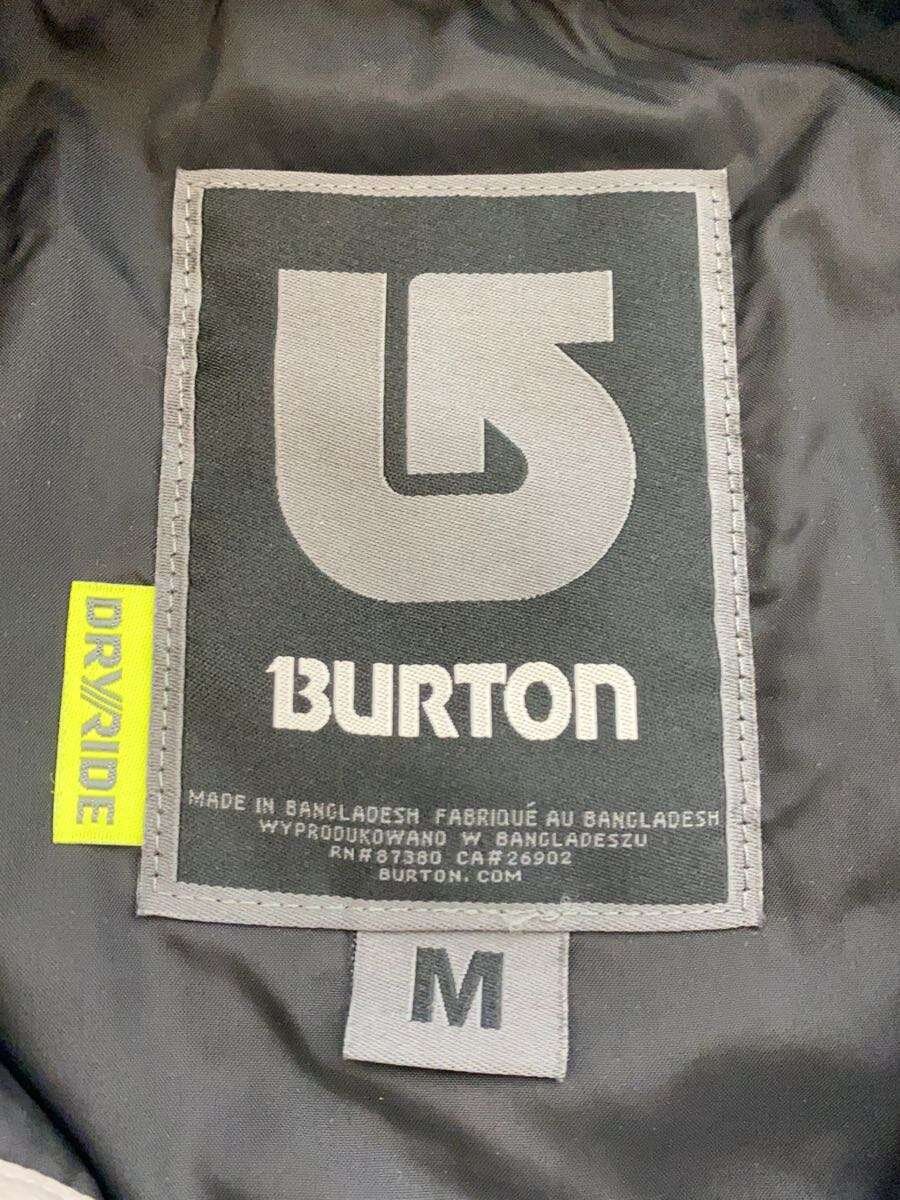 BURTON
DRY///RIDE
MADE IN BANGLADESH FABRIQUÉ AU BANGLADESH
WYPRODUKOWANO W BANGLADESZU
RN#87380 CA#26902
BURTON.COM
M